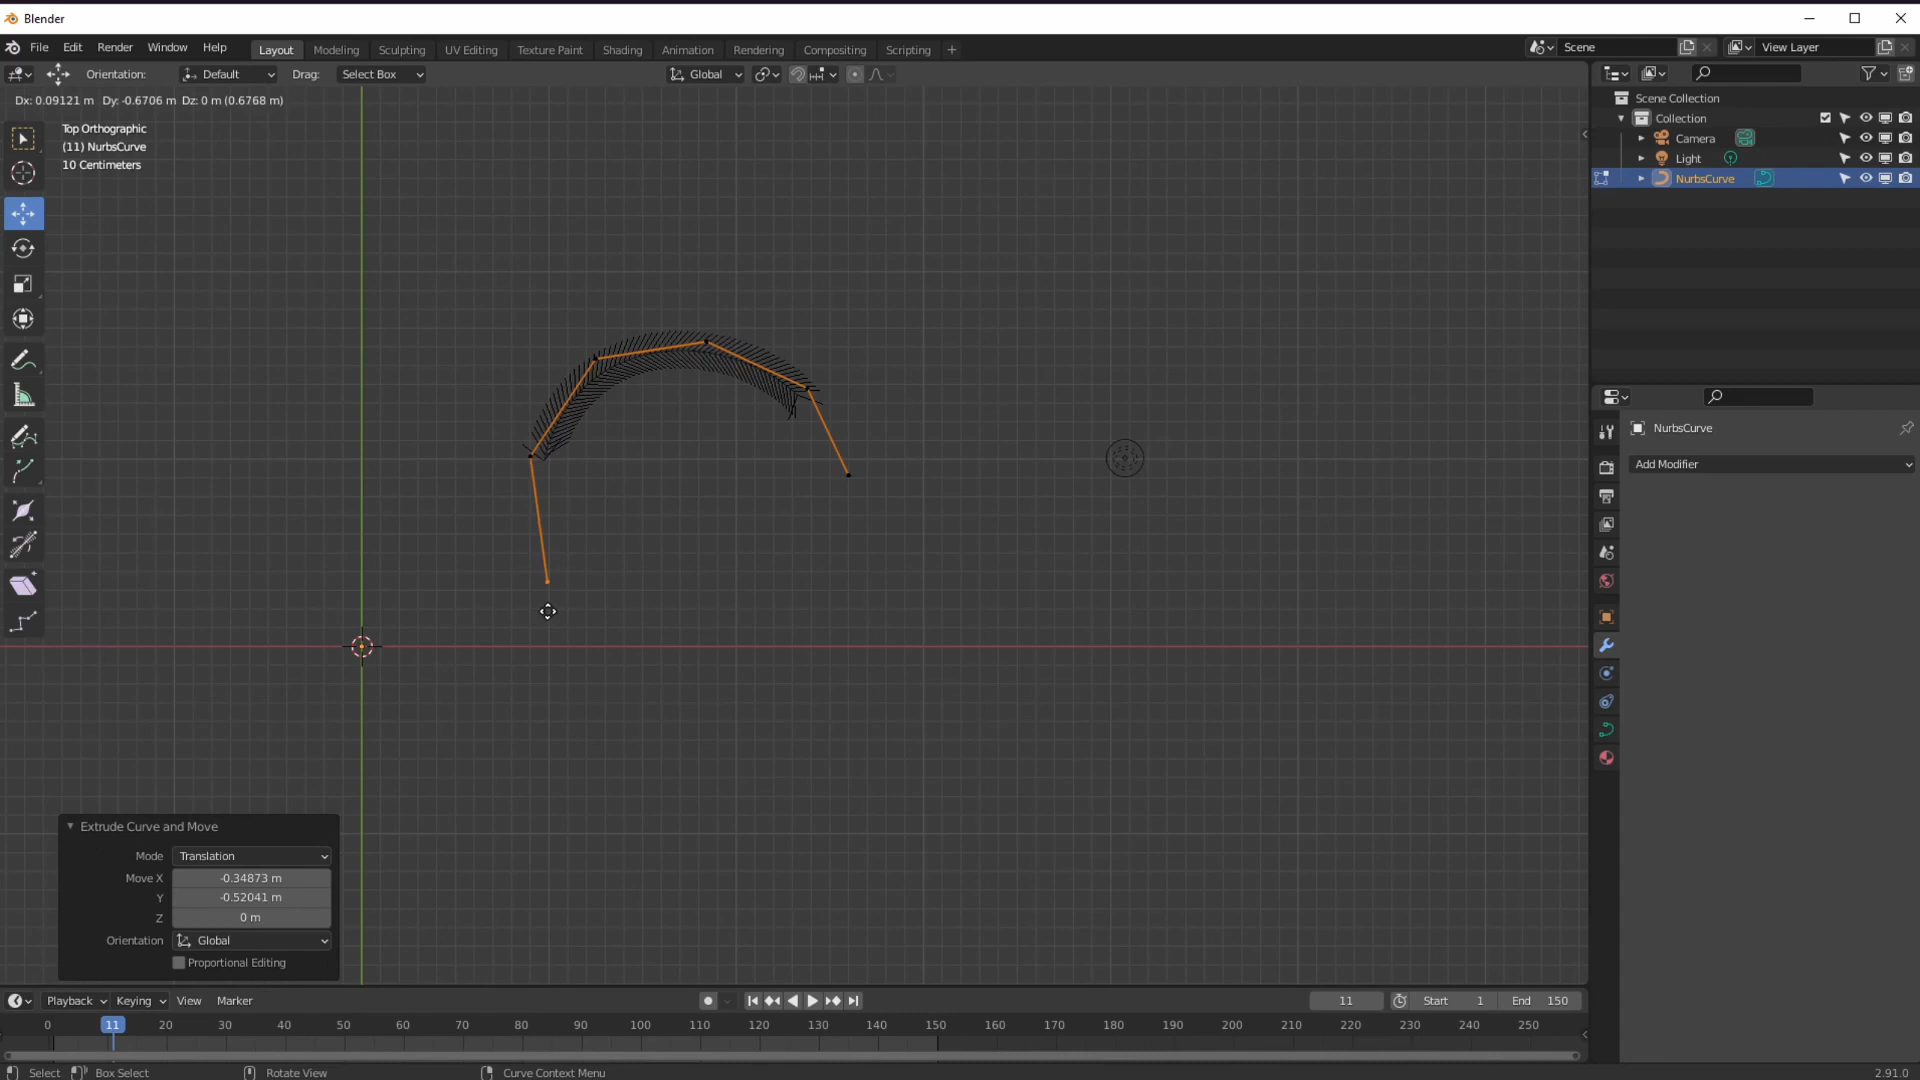 Blender
File Edit Render Window Help Layout Modeling Sculpting UV Editing Texture Paint Shading Animation Rendering Compositing Scripting + Scene View Layer
Orientation: Default Drag: Select Box Global
Dx: 0.09121 m Dy: -0.6706 m Dz: 0 m (0.6768 m)
Top Orthographic
(11) NurbsCurve
10 Centimeters
Scene Collection
Collection
Camera
Light
NurbsCurve
NurbsCurve
Add Modifier
Extrude Curve and Move
Mode Translation
Move X -0.34873 m
Y -0.52041 m
Z 0 m
Orientation Global
Proportional Editing
Playback Keying View Marker 11 Start 1 End 150
0 11 20 30 40 50 60 70 80 90 100 110 120 130 140 150 160 170 180 190 200 210 220 230 240 250
Select Box Select Rotate View Curve Context Menu 2.91.0